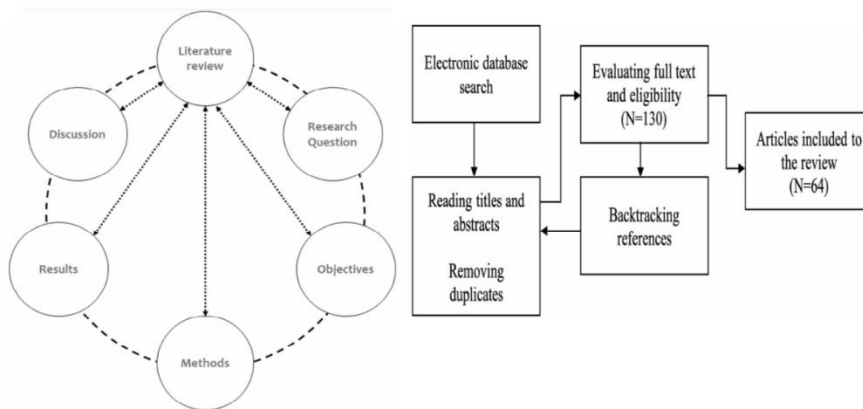 Literature
review
Discussion
Research
Question
Results
Objectives
Methods
Electronic database
search
Evaluating full text
and eligibility
(N=130)
Articles included to
the review
(N=64)
Reading titles and
abstracts
Removing
duplicates
Backtracking
references